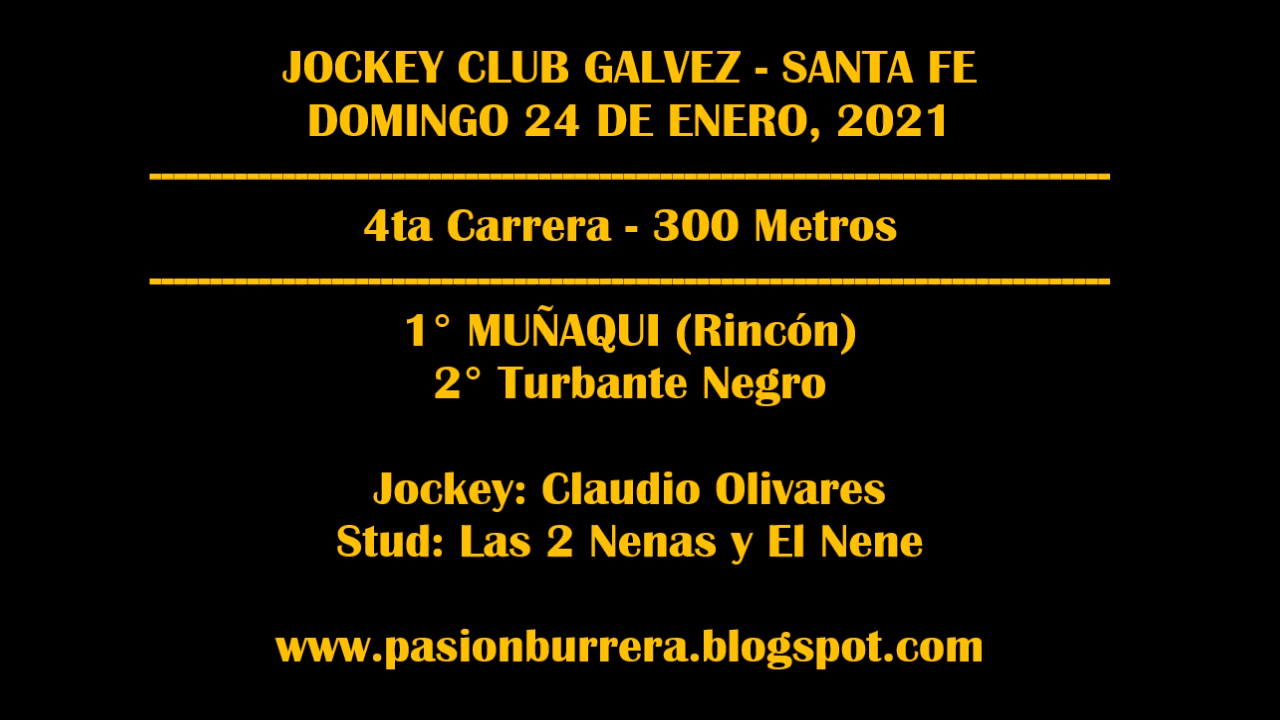 JOCKEY CLUB GALVEZ - SANTA FE
DOMINGO 24 DE ENERO, 2021
--------------------------------------------------------------------------------
4ta Carrera - 300 Metros
--------------------------------------------------------------------------------
1° MUÑAQUI (Rincón)
2° Turbante Negro
Jockey: Claudio Olivares
Stud: Las 2 Nenas y El Nene
www.pasionburrera.blogspot.com